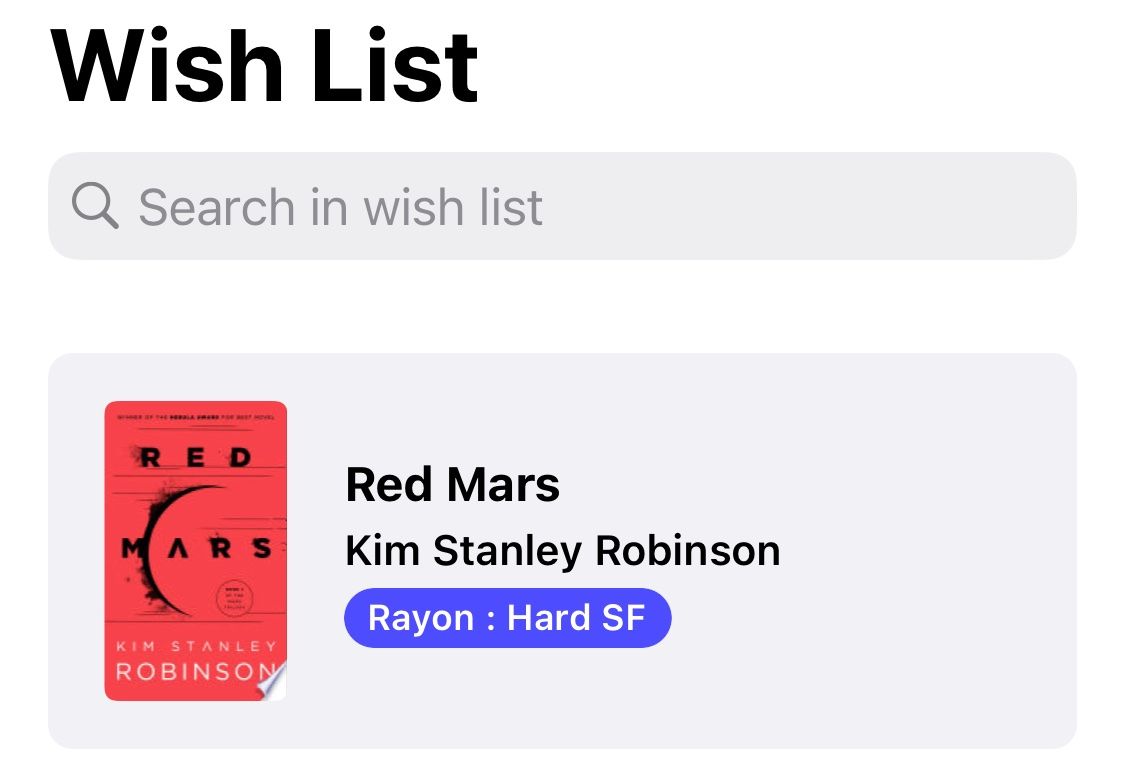 Wish List
Search in wish list
WINNER OF THE NEBULA AWARD FOR BEST NOVEL
RED
MARS
KIM STANLEY
ROBINSON
Red Mars
Kim Stanley Robinson
Rayon : Hard SF